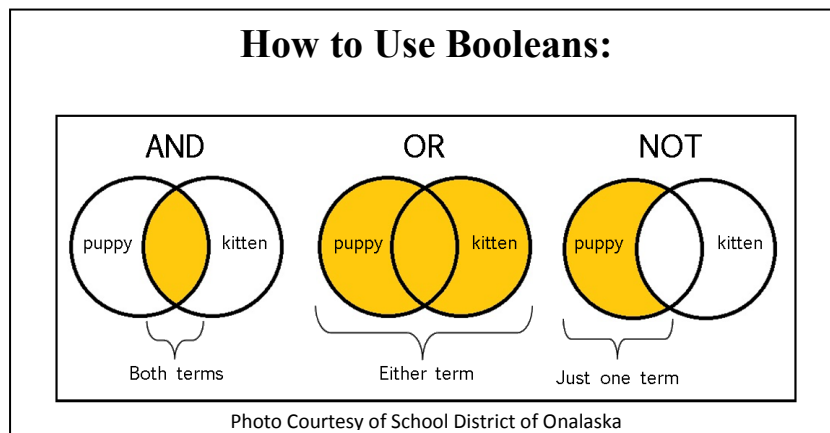 How to Use Booleans:
AND OR NOT
puppy kitten puppy kitten puppy kitten
Both terms Either term Just one term
Photo Courtesy of School District of Onalaska